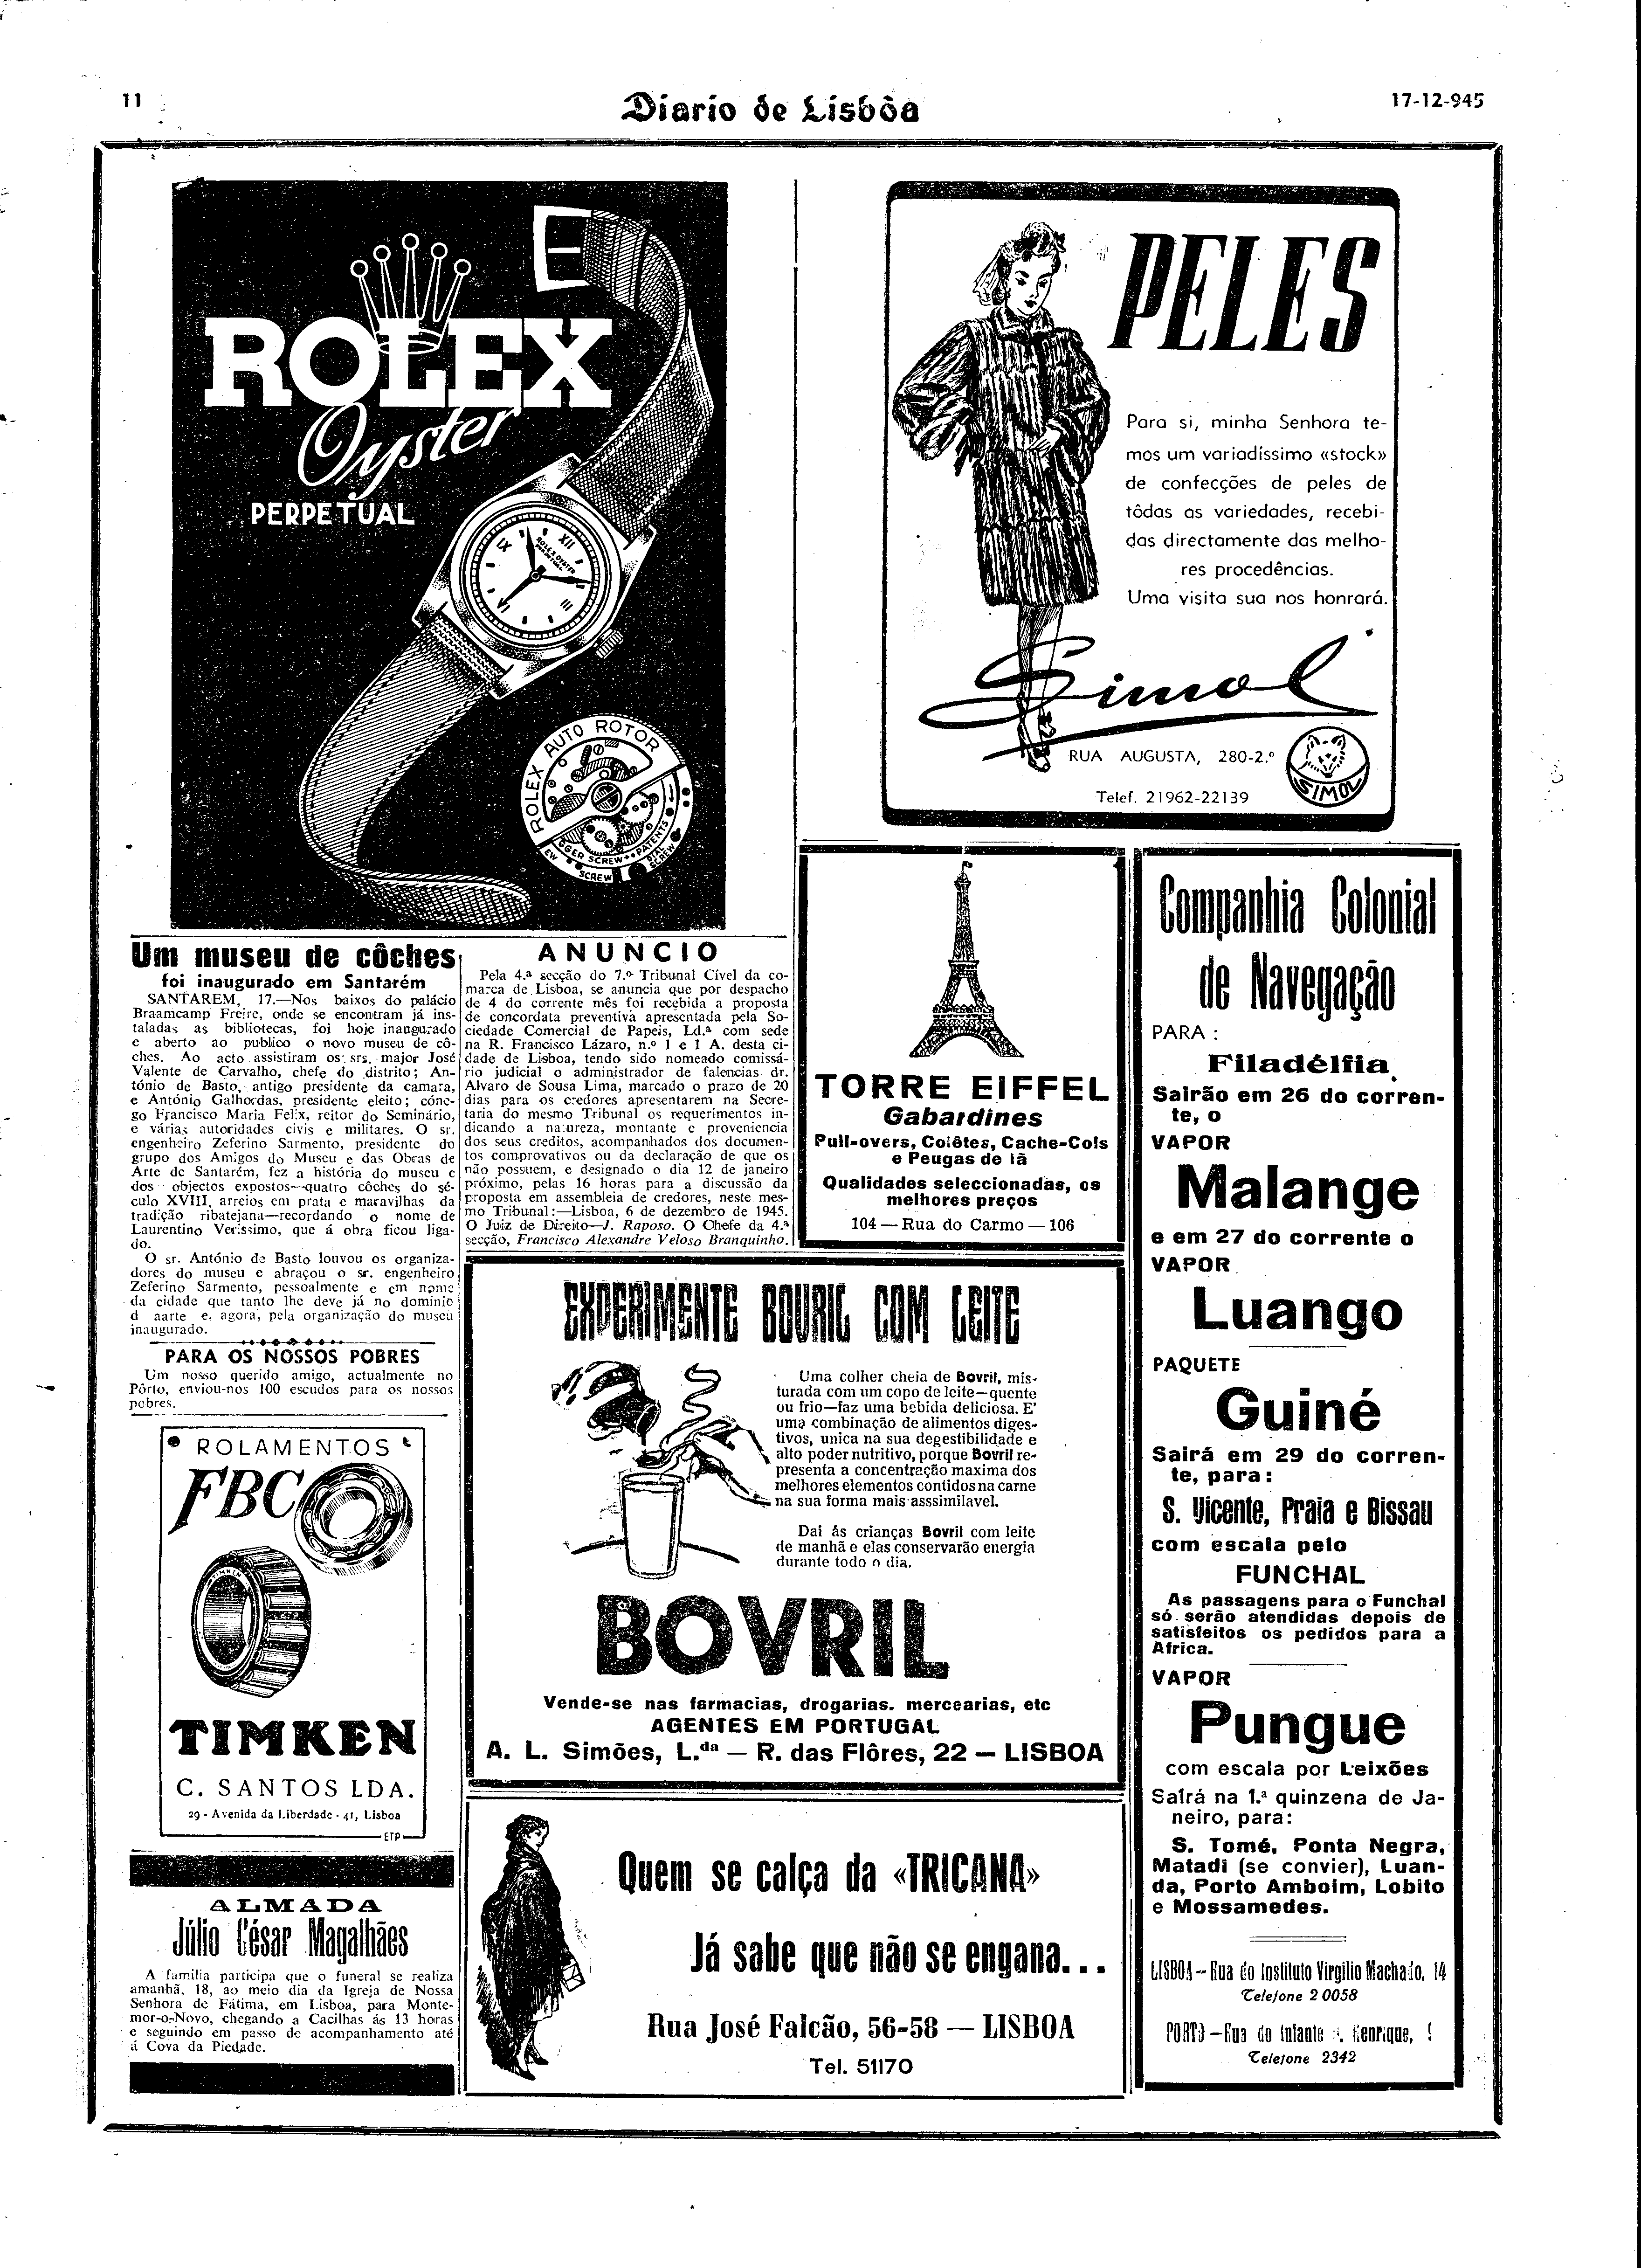 11
Diario de Lisbôa
17-12-945
ROLEX
Oyster
PERPETUAL
IX
XII
III
VI
ROLEX OYSTER
PERPETUAL
ROLEX AUTO ROTOR
SCREW
PATENTS
SCREW
Um museu de côches
foi inaugurado em Santarém
SANTAREM, 17.—Nos baixos do palácio
Braamcamp Freire, onde se encontram já ins-
taladas as bibliotecas, foi hoje inaugurado
e aberto ao publico o novo museu de cô-
ches. Ao acto assistiram os srs. major José
Valente de Carvalho, chefe do distrito; An-
tónio de Basto, antigo presidente da camara,
e António Galhordas, presidente eleito; cóne-
go Francisco Maria Felix, reitor do Seminário,
e várias autoridades civis e militares. O sr.
engenheiro Zeferino Sarmento, presidente do
grupo dos Amigos do Museu e das Obras de
Arte de Santarém, fez a história do museu e
dos objectos expostos—quatro côches do sé-
culo XVIII, arreios em prata e maravilhas da
tradição ribatejana—recordando o nome de
Laurentino Veríssimo, que á obra ficou liga-
do.
O sr. António de Basto louvou os organiza-
dores do museu e abraçou o sr. engenheiro
Zeferino Sarmento, pessoalmente e em nome
da cidade que tanto lhe deve já no dominio
d aarte e, agora, pela organização do museu
inaugurado.
PARA OS NOSSOS POBRES
Um nosso querido amigo, actualmente no
Pôrto, enviou-nos 100 escudos para os nossos
pobres.
ROLAMENTOS
FBC
TIMKEN
TIMKEN
C. SANTOS LDA.
29 - Avenida da Liberdade - 41, Lisboa
ETP
ALMADA
Júlio César Magalhães
A familia participa que o funeral se realiza
amanhã, 18, ao meio dia da Igreja de Nossa
Senhora de Fátima, em Lisboa, para Monte-
mor-o-Novo, chegando a Cacilhas ás 13 horas
e seguindo em passo de acompanhamento até
á Cova da Piedade.
ANUNCIO
Pela 4.ª secção do 7.º Tribunal Cível da co-
marca de Lisboa, se anuncia que por despacho
de 4 do corrente mês foi recebida a proposta
de concordata preventiva apresentada pela So-
ciedade Comercial de Papeis, Ld.ª com sede
na R. Francisco Lázaro, n.º 1 e 1 A. desta ci-
dade de Lisboa, tendo sido nomeado comissá-
rio judicial o administrador de falencias dr.
Alvaro de Sousa Lima, marcado o prazo de 20
dias para os credores apresentarem na Secre-
taria do mesmo Tribunal os requerimentos in-
dicando a natureza, montante e proveniencia
dos seus creditos, acompanhados dos documen-
tos comprovativos ou da declaração de que os
não possuem, e designado o dia 12 de janeiro
próximo, pelas 16 horas para a discussão da
proposta em assembleia de credores, neste mes-
mo Tribunal:—Lisboa, 6 de dezembro de 1945.
O Juiz de Direito—J. Raposo. O Chefe da 4.ª
secção, Francisco Alexandre Veloso Branquinho.
PELES
Para si, minha Senhora te-
mos um variadíssimo «stock»
de confecções de peles de
tôdas as variedades, recebi-
das directamente das melho-
res procedências.
Uma visita sua nos honrará.
Simol
RUA AUGUSTA, 280-2.º
SIMOL
Telef. 21962-22139
TORRE EIFFEL
Gabardines
Pull-overs, Colêtes, Cache-Cols
e Peugas de lã
Qualidades seleccionadas, os
melhores preços
104 — Rua do Carmo — 106
EXPERIMENTE BOVRIL COM LEITE
Uma colher cheia de Bovril, mis-
turada com um copo de leite—quente
ou frio—faz uma bebida deliciosa. E'
uma combinação de alimentos diges-
tivos, unica na sua degestibilidade e
alto poder nutritivo, porque Bovril re-
presenta a concentração maxima dos
melhores elementos contidos na carne
na sua forma mais asssimilavel.
Dai ás crianças Bovril com leite
de manhã e elas conservarão energia
durante todo o dia.
BOVRIL
Vende-se nas farmacias, drogarias. mercearias, etc
AGENTES EM PORTUGAL
A. L. Simões, L.da — R. das Flôres, 22 — LISBOA
Quem se calça da «TRICANA»
Já sabe que não se engana...
Rua José Falcão, 56-58 — LISBOA
Tel. 51170
Companhia Colonial
de Navegação
PARA :
Filadélfia
Sairão em 26 do corren-
te, o
VAPOR
Malange
e em 27 do corrente o
VAPOR
Luango
PAQUETE
Guiné
Sairá em 29 do corren-
te, para:
S. Vicente, Praia e Bissau
com escala pelo
FUNCHAL
As passagens para o Funchal
só serão atendidas depois de
satisfeitos os pedidos para a
Africa.
VAPOR
Pungue
com escala por Leixões
Sairá na 1.ª quinzena de Ja-
neiro, para:
S. Tomé, Ponta Negra,
Matadi (se convier), Luan-
da, Porto Amboim, Lobito
e Mossamedes.
LISBOA -- Rua do Instituto Virgilio Machado, 14
Telefone 2 0058
PORTO — Rua do Infante D. Henrique,
Telefone 2342